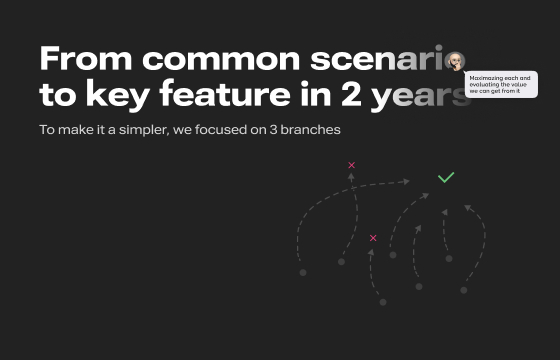 From common scenario
to key feature in 2 years
Maximazing each and
evaluating the value
we can get from it
To make it a simpler, we focused on 3 branches